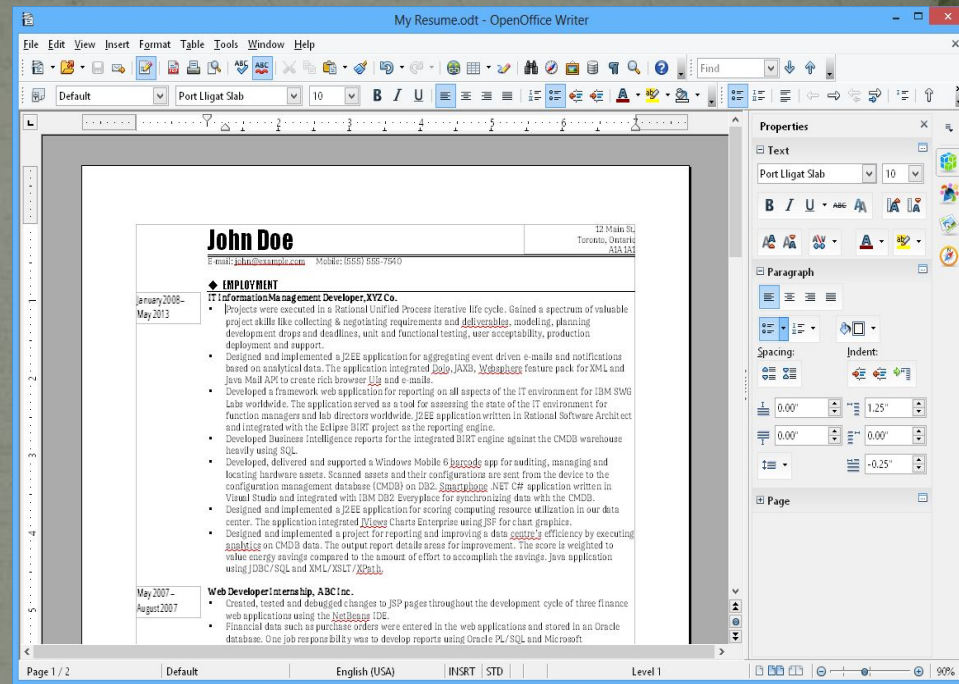 My Resume.odt - OpenOffice Writer
File Edit View Insert Format Table Tools Window Help
Find
Default Port Lligat Slab 10 B I U
John Doe
12 Main St,
Toronto, Ontario
A1A 1A1
E-mail: john@example.com Mobile: (555) 555-7540
◆ EMPLOYMENT
January 2008–
May 2013
IT Information Management Developer, XYZ Co.
▪ Projects were executed in a Rational Unified Process iterative life cycle. Gained a spectrum of valuable
project skills like collecting & negotiating requirements and deliverables, modeling, planning
development drops and deadlines, unit and functional testing, user acceptability, production
deployment and support.
▪ Designed and implemented a J2EE application for aggregating event driven e-mails and notifications
based on analytical data. The application integrated Dojo, JAXB, Websphere feature pack for XML and
Java Mail API to create rich browser UIs and e-mails.
▪ Developed a framework web application for reporting on all aspects of the IT environment for IBM SWG
Labs worldwide. The application served as a tool for assessing the state of the IT environment for
function managers and lab directors worldwide. J2EE application written in Rational Software Architect
and integrated with the Eclipse BIRT project as the reporting engine.
▪ Developed Business Intelligence reports for the integrated BIRT engine against the CMDB warehouse
heavily using SQL.
▪ Developed, delivered and supported a Windows Mobile 6 barcode app for auditing, managing and
locating hardware assets. Scanned assets and their configurations are sent from the device to the
configuration management database (CMDB) on DB2. Smartphone .NET C# application written in
Visual Studio and integrated with IBM DB2 Everyplace for synchronizing data with the CMDB.
▪ Designed and implemented a J2EE application for scoring computing resource utilization in our data
center. The application integrated JViews Charts Enterprise using JSF for chart graphics.
▪ Designed and implemented a project for reporting and improving a data centre's efficiency by executing
analytics on CMDB data. The output report details areas for improvement. The score is weighted to
value energy savings compared to the amount of effort to accomplish the savings. Java application
using JDBC/SQL and XML/XSLT/XPath.
May 2007 –
August 2007
Web Developer Internship, ABC Inc.
▪ Created, tested and debugged changes to JSP pages throughout the development cycle of three finance
web applications using the NetBeans IDE.
▪ Financial data such as purchase orders were entered in the web applications and stored in an Oracle
database. One job responsibility was to develop reports using Oracle PL/SQL and Microsoft
Properties
Text
Port Lligat Slab 10
B I U ABC
Paragraph
Spacing: Indent:
0.00" 1.25"
0.00" 0.00"
-0.25"
Page
Page 1 / 2 Default English (USA) INSRT STD Level 1 90%